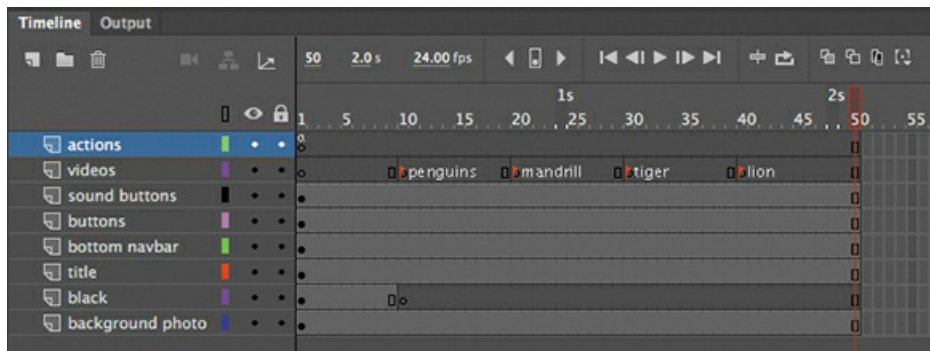 Timeline Output
50 2.0 s 24.00 fps
1s 2s
1 5 10 15 20 25 30 35 40 45 50 55
actions
videos penguins mandrill tiger lion
sound buttons
buttons
bottom navbar
title
black
background photo